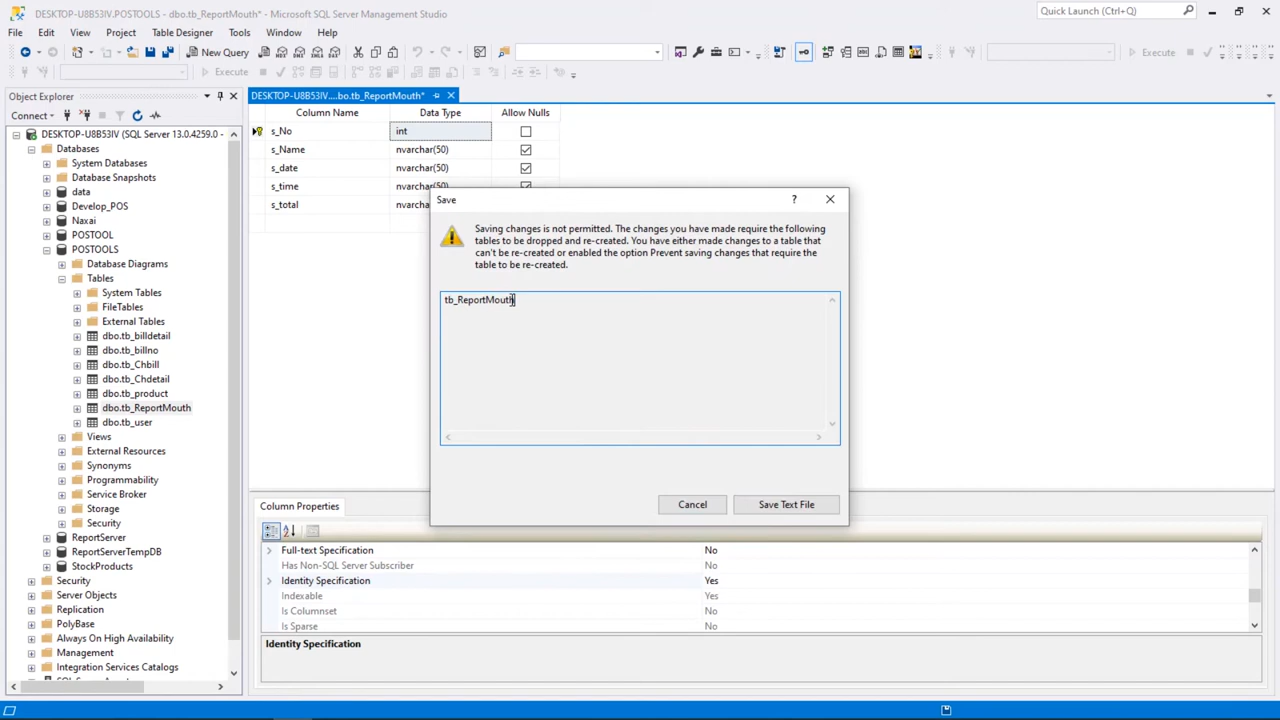 DESKTOP-U8B53IV.POSTOOLS - dbo.tb_ReportMouth* - Microsoft SQL Server Management Studio
Quick Launch (Ctrl+Q)
File Edit View Project Table Designer Tools Window Help
New Query
Execute
Execute
Object Explorer
DESKTOP-U8B53IV....bo.tb_ReportMouth*
Connect
Column Name Data Type Allow Nulls
s_No int
s_Name nvarchar(50)
s_date nvarchar(50)
s_time nvarchar(50)
s_total
DESKTOP-U8B53IV (SQL Server 13.0.4259.0
Databases
System Databases
Database Snapshots
data
Develop_POS
Naxai
POSTOOL
POSTOOLS
Database Diagrams
Tables
System Tables
FileTables
External Tables
dbo.tb_billdetail
dbo.tb_billno
dbo.tb_Chbill
dbo.tb_Chdetail
dbo.tb_product
dbo.tb_ReportMouth
dbo.tb_user
Views
External Resources
Synonyms
Programmability
Service Broker
Storage
Security
ReportServer
ReportServerTempDB
StockProducts
Security
Server Objects
Replication
PolyBase
Always On High Availability
Management
Integration Services Catalogs
Save
Saving changes is not permitted. The changes you have made require the following
tables to be dropped and re-created. You have either made changes to a table that
can't be re-created or enabled the option Prevent saving changes that require the
table to be re-created.
tb_ReportMouth
Cancel Save Text File
Column Properties
Full-text Specification No
Has Non-SQL Server Subscriber No
Identity Specification Yes
Indexable Yes
Is Columnset No
Is Sparse No
Identity Specification